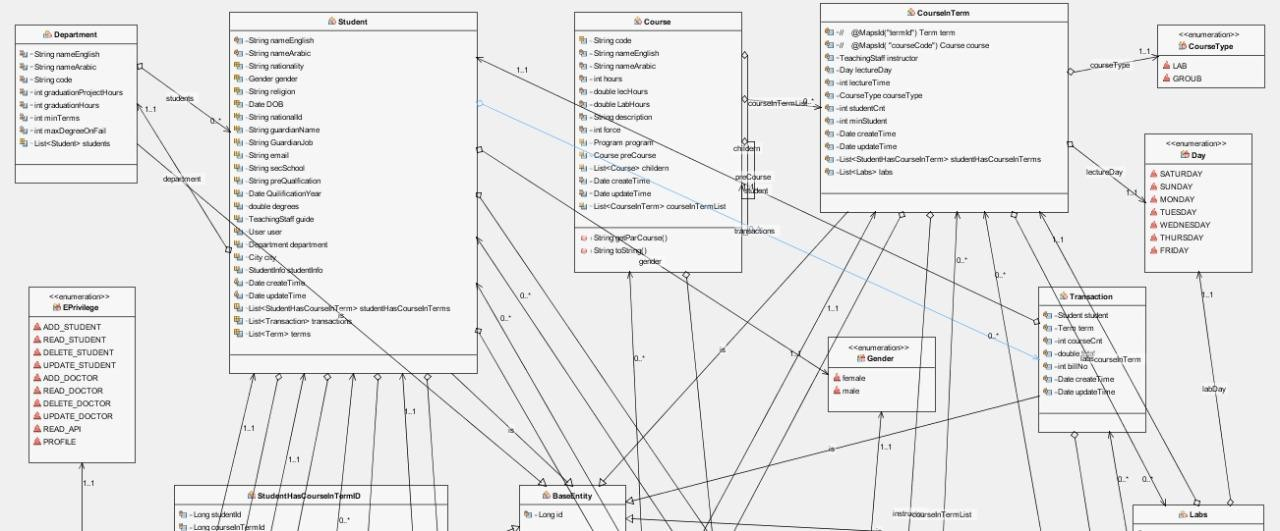 Department
-String nameEnglish
-String nameArabic
-String code
-int graduationProjectHours
-int graduationHours
-int minTerms
-int maxDegreeOnFail
-List<Student> students
Student
-String nameEnglish
-String nameArabic
-String nationality
-Gender gender
-String religion
-Date DOB
-String nationalId
-String guardianName
-String GuardianJob
-String email
-String secSchool
-String preQualfication
-Date QuilificationYear
-double degrees
-TeachingStaff guide
-User user
-Department department
-City city
-StudentInfo studentInfo
-Date createTime
-Date updateTime
-List<StudentHasCourseInTerm> studentHasCourseInTerms
-List<Transaction> transactions
-List<Term> terms
Course
-String code
-String nameEnglish
-String nameArabic
-int hours
-double lecHours
-double LabHours
-String description
-int force
-Program program
-Course preCourse
-List<Course> childern
-Date createTime
-Date updateTime
-List<CourseInTerm> courseInTermList
-String getParCourse()
-String toString()
CourseInTerm
-// @MapsId("termId") Term term
-// @MapsId( "courseCode") Course course
-TeachingStaff instructor
-Day lectureDay
-int lectureTime
-CourseType courseType
-int studentCnt
-int minStudent
-Date createTime
-Date updateTime
-List<StudentHasCourseInTerm> studentHasCourseInTerms
-List<Labs> labs
<<enumeration>>
CourseType
LAB
GROUB
<<enumeration>>
Day
SATURDAY
SUNDAY
MONDAY
TUESDAY
WEDNESDAY
THURSDAY
FRIDAY
<<enumeration>>
EPrivilege
ADD_STUDENT
READ_STUDENT
DELETE_STUDENT
UPDATE_STUDENT
ADD_DOCTOR
READ_DOCTOR
DELETE_DOCTOR
UPDATE_DOCTOR
READ_API
PROFILE
<<enumeration>>
Gender
female
male
Transaction
-Student student
-Term term
-int courseCnt
-double
-int billNo
-Date createTime
-Date updateTime
StudentHasCourseInTermID
-Long studentId
-Long courseInTermId
BaseEntity
-Long id
Labs
students
0..*
1..1
department
1..1
courseInTermList
0..*
childern
preCourse
student
transactions
gender
courseType
1..1
lectureDay
1..1
1..1
0..*
0..*
0..*
courseInTerm
1..1
labDay
0..*
0..*
is
0..*
0..*
0..*
1..1
1..1
is
is
is
1..1
1..1
1..1
1..1
1..1
0..*
is
courseInTermList